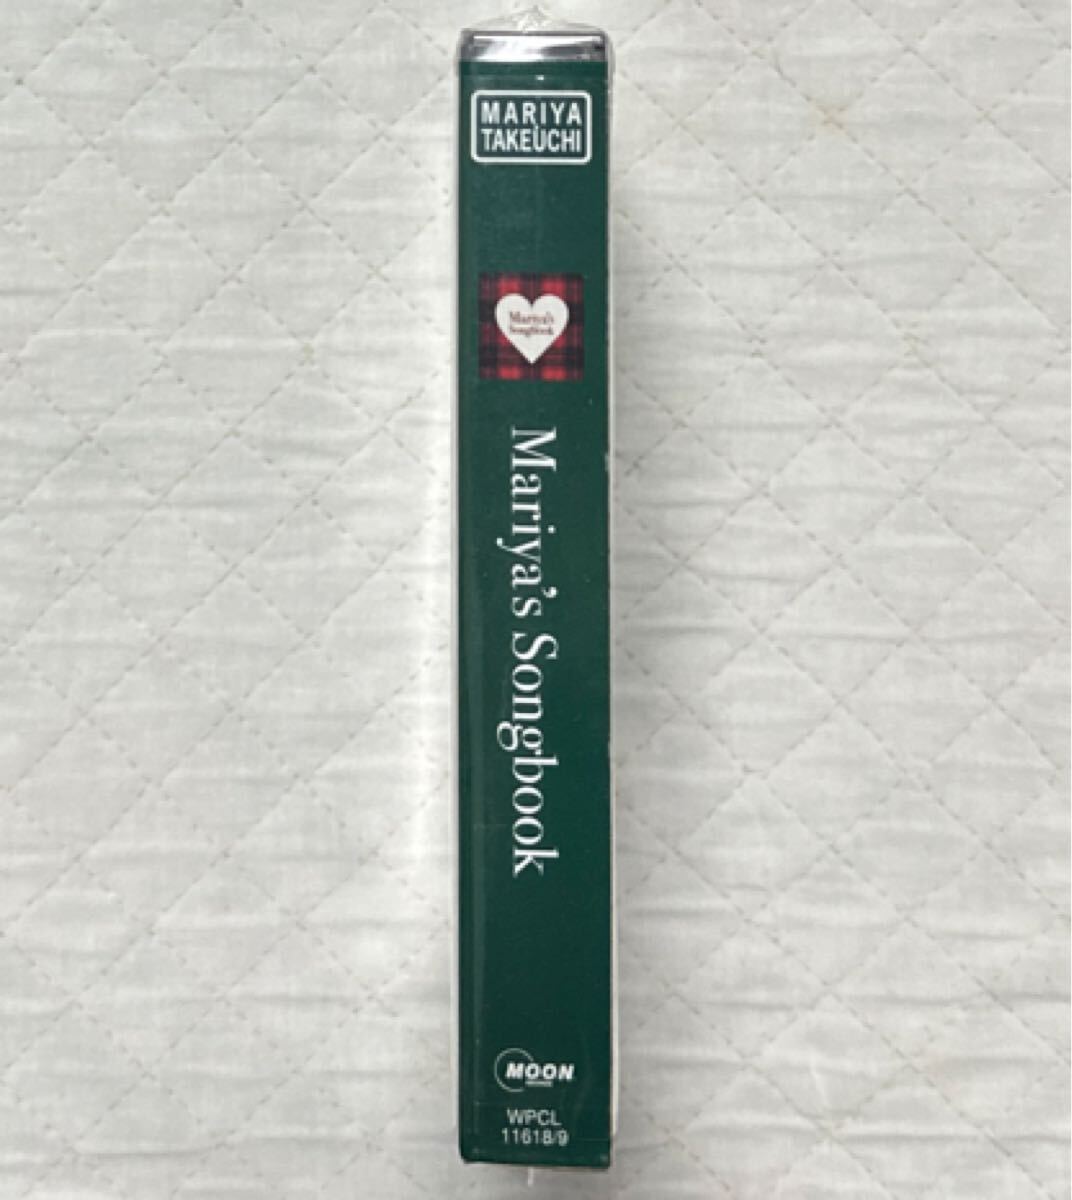 MARIYA
TAKEUCHI
Mariya's
Songbook
Mariya's Songbook
MOON
WPCL
11618/9